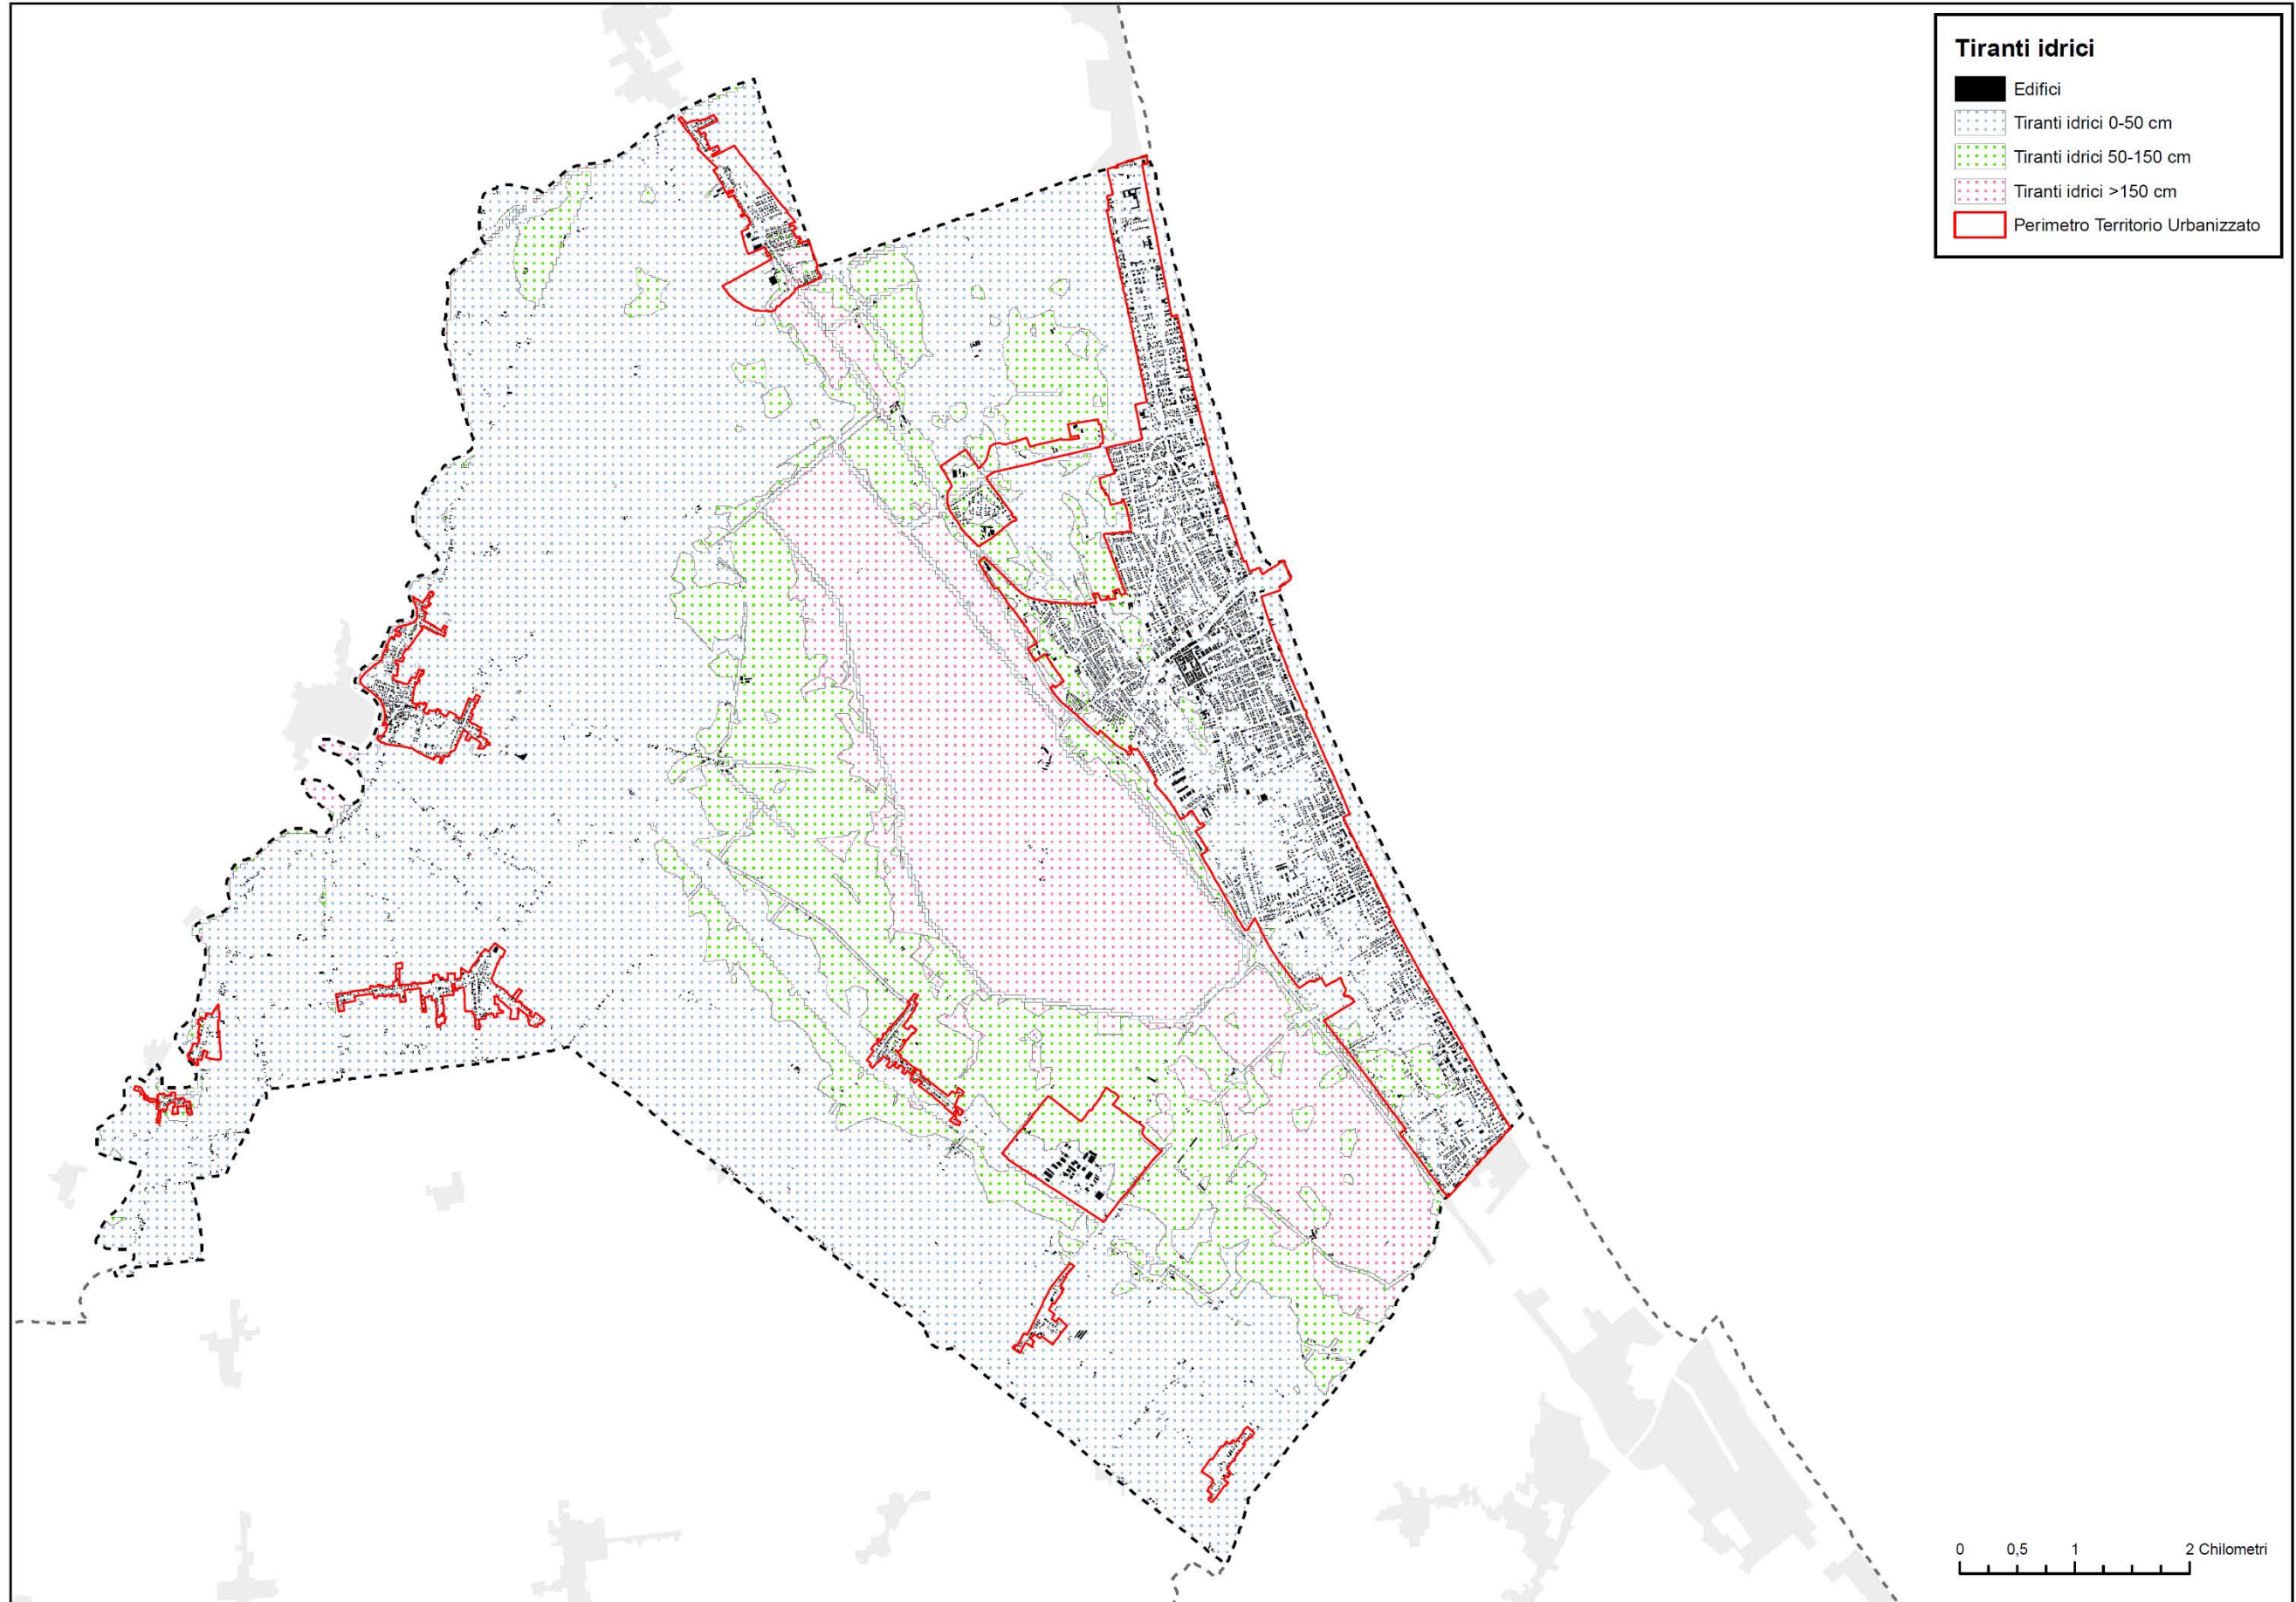 Tiranti idrici
Edifici
Tiranti idrici 0-50 cm
Tiranti idrici 50-150 cm
Tiranti idrici >150 cm
Perimetro Territorio Urbanizzato
0 0,5 1 2 Chilometri